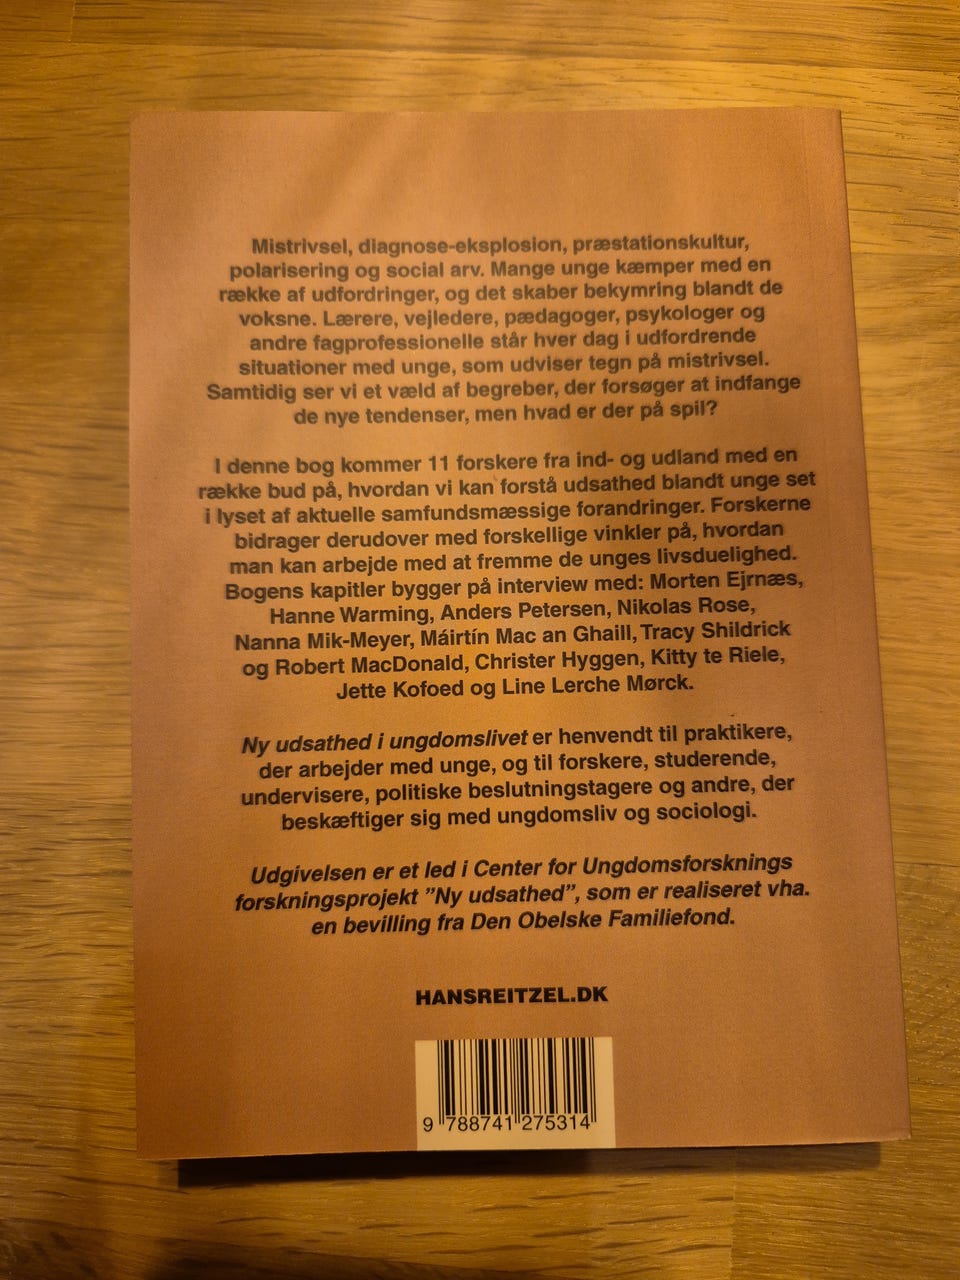 Mistrivsel, diagnose-eksplosion, præstationskultur,
polarisering og social arv. Mange unge kæmper med en
række af udfordringer, og det skaber bekymring blandt de
voksne. Lærere, vejledere, pædagoger, psykologer og
andre fagprofessionelle står hver dag i udfordrende
situationer med unge, som udviser tegn på mistrivsel.
Samtidig ser vi et væld af begreber, der forsøger at indfange
de nye tendenser, men hvad er der på spil?
I denne bog kommer 11 forskere fra ind- og udland med en
række bud på, hvordan vi kan forstå udsathed blandt unge set
i lyset af aktuelle samfundsmæssige forandringer. Forskerne
bidrager derudover med forskellige vinkler på, hvordan
man kan arbejde med at fremme de unges livsduelighed.
Bogens kapitler bygger på interview med: Morten Ejrnæs,
Hanne Warming, Anders Petersen, Nikolas Rose,
Nanna Mik-Meyer, Máirtín Mac an Ghaill, Tracy Shildrick
og Robert MacDonald, Christer Hyggen, Kitty te Riele,
Jette Kofoed og Line Lerche Mørck.
Ny udsathed i ungdomslivet er henvendt til praktikere,
der arbejder med unge, og til forskere, studerende,
undervisere, politiske beslutningstagere og andre, der
beskæftiger sig med ungdomsliv og sociologi.
Udgivelsen er et led i Center for Ungdomsforsknings
forskningsprojekt ”Ny udsathed”, som er realiseret vha.
en bevilling fra Den Obelske Familiefond.
HANSREITZEL.DK
9 788741 275314